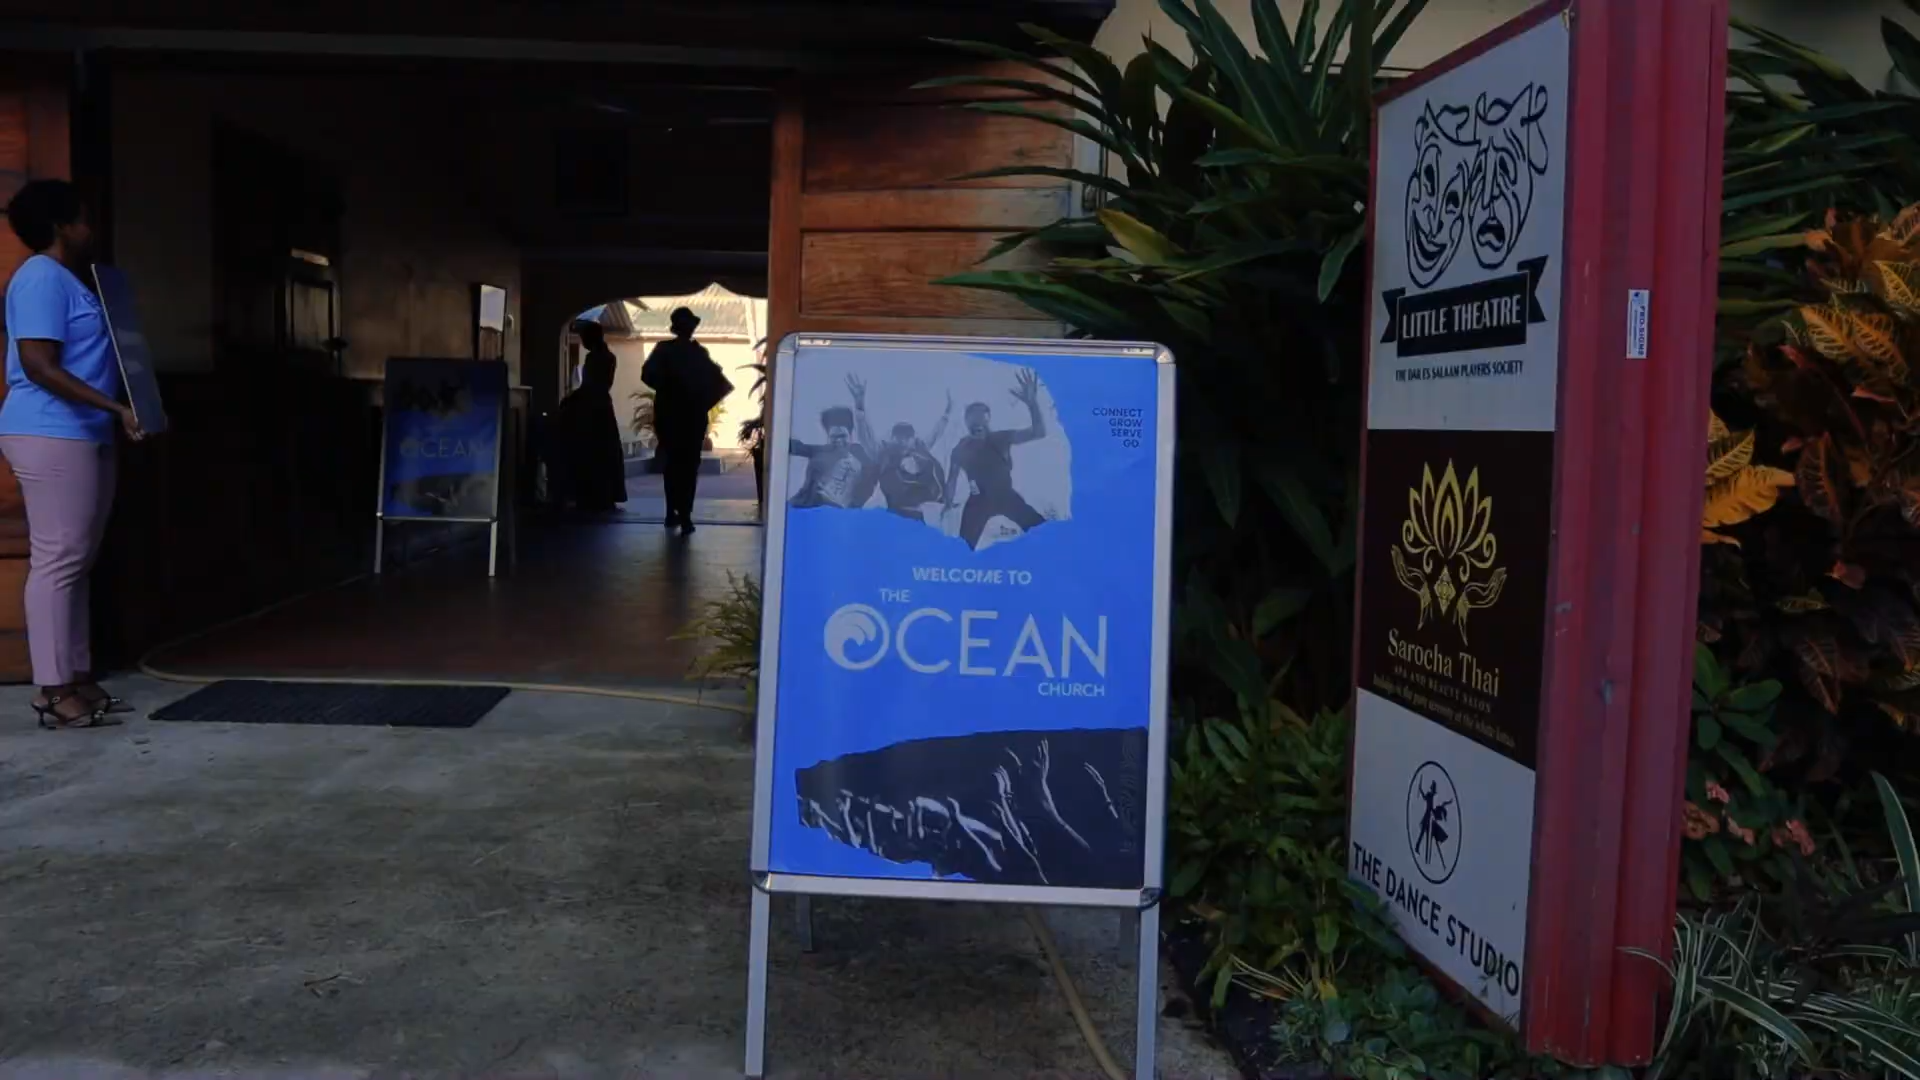 CONNECT
GROW
SERVE
GO
WELCOME TO
THE
OCEAN
CHURCH
OCEAN
LITTLE THEATRE
THE DAR ES SALAAM PLAYERS SOCIETY
Sarocha Thai
SPA AND BEAUTY SALON
THE DANCE STUDIO